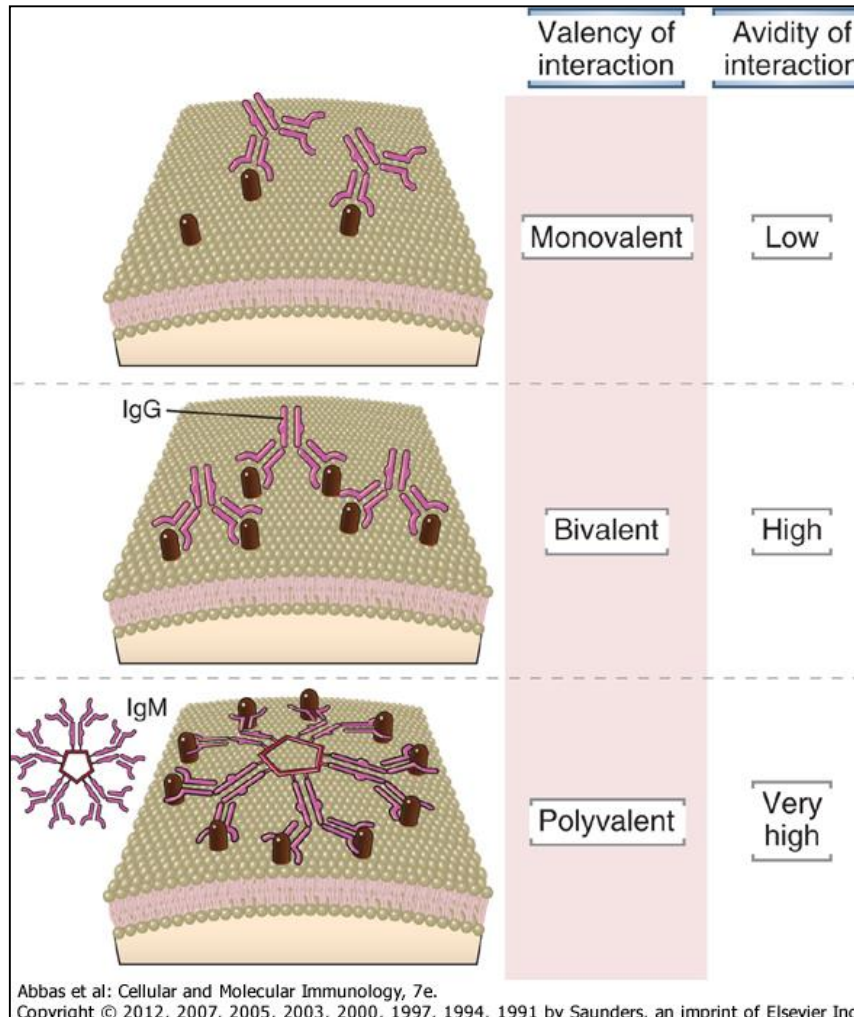 Valency of
interaction
Avidity of
interaction
Monovalent
Low
IgG
Bivalent
High
IgM
Polyvalent
Very
high
Abbas et al: Cellular and Molecular Immunology, 7e.
Copyright © 2012, 2007, 2005, 2003, 2000, 1997, 1994, 1991 by Saunders, an imprint of Elsevier Inc